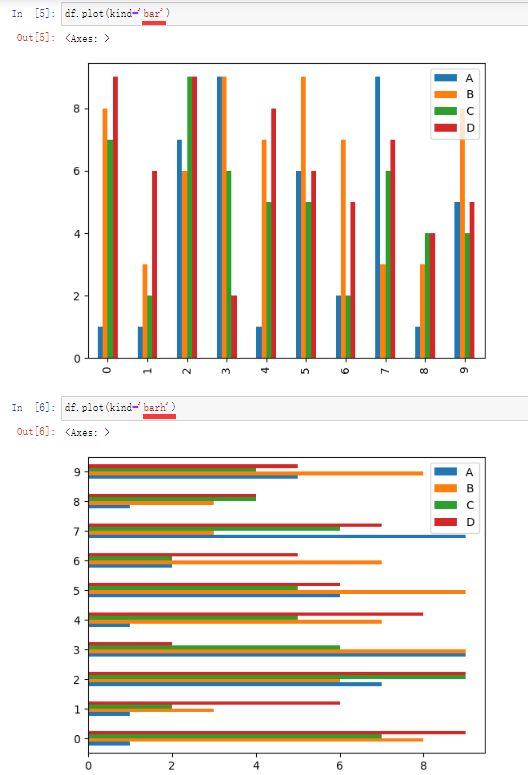 In [5]: df.plot(kind='bar')
Out[5]: <Axes: >
A
B
C
D
8
6
4
2
0
0 1 2 3 4 5 6 7 8 9
In [6]: df.plot(kind='barh')
Out[6]: <Axes: >
A
B
C
D
9
8
7
6
5
4
3
2
1
0
0 2 4 6 8